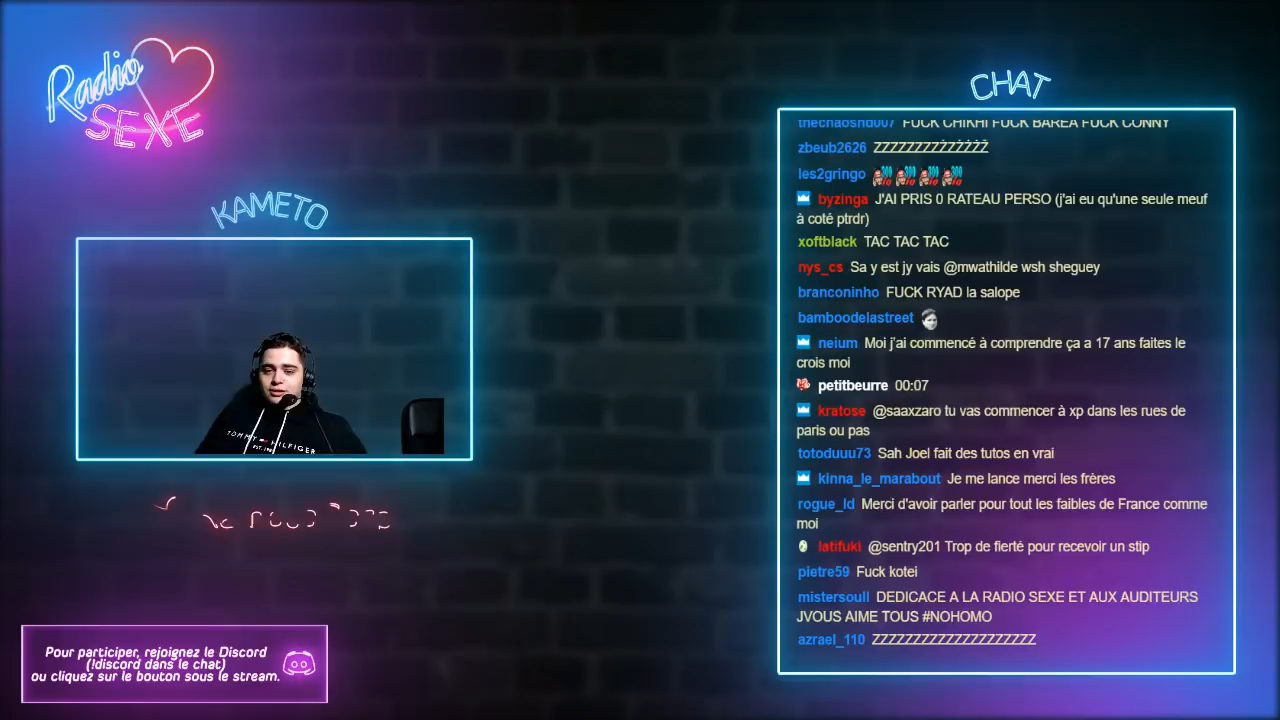 Radio
SEXE
KAMETO
TOMMY HILFIGER
Pour participer, rejoignez le Discord
(!discord dans le chat)
ou cliquez sur le bouton sous le stream.
CHAT
thechaosnd007 FUCK CHIKHI FUCK BAREA FUCK CONNY
zbeub2626 ZZZZZZZZZZZZZZ
les2gringo
byzinga J'AI PRIS 0 RATEAU PERSO (j'ai eu qu'une seule meuf
à coté ptrdr)
xoftblack TAC TAC TAC
nys_cs Sa y est jy vais @mwathilde wsh sheguey
branconinho FUCK RYAD la salope
bamboodelastreet
neium Moi j'ai commencé à comprendre ça a 17 ans faites le
crois moi
petitbeurre 00:07
kratose @saaxzaro tu vas commencer à xp dans les rues de
paris ou pas
totoduuu73 Sah Joel fait des tutos en vrai
kinna_le_marabout Je me lance merci les frères
rogue_ld Merci d'avoir parler pour tout les faibles de France comme
moi
latifuki @sentry201 Trop de fierté pour recevoir un stip
pietre59 Fuck kotei
mistersoull DEDICACE A LA RADIO SEXE ET AUX AUDITEURS
JVOUS AIME TOUS #NOHOMO
azrael_110 ZZZZZZZZZZZZZZZZZZZZZ